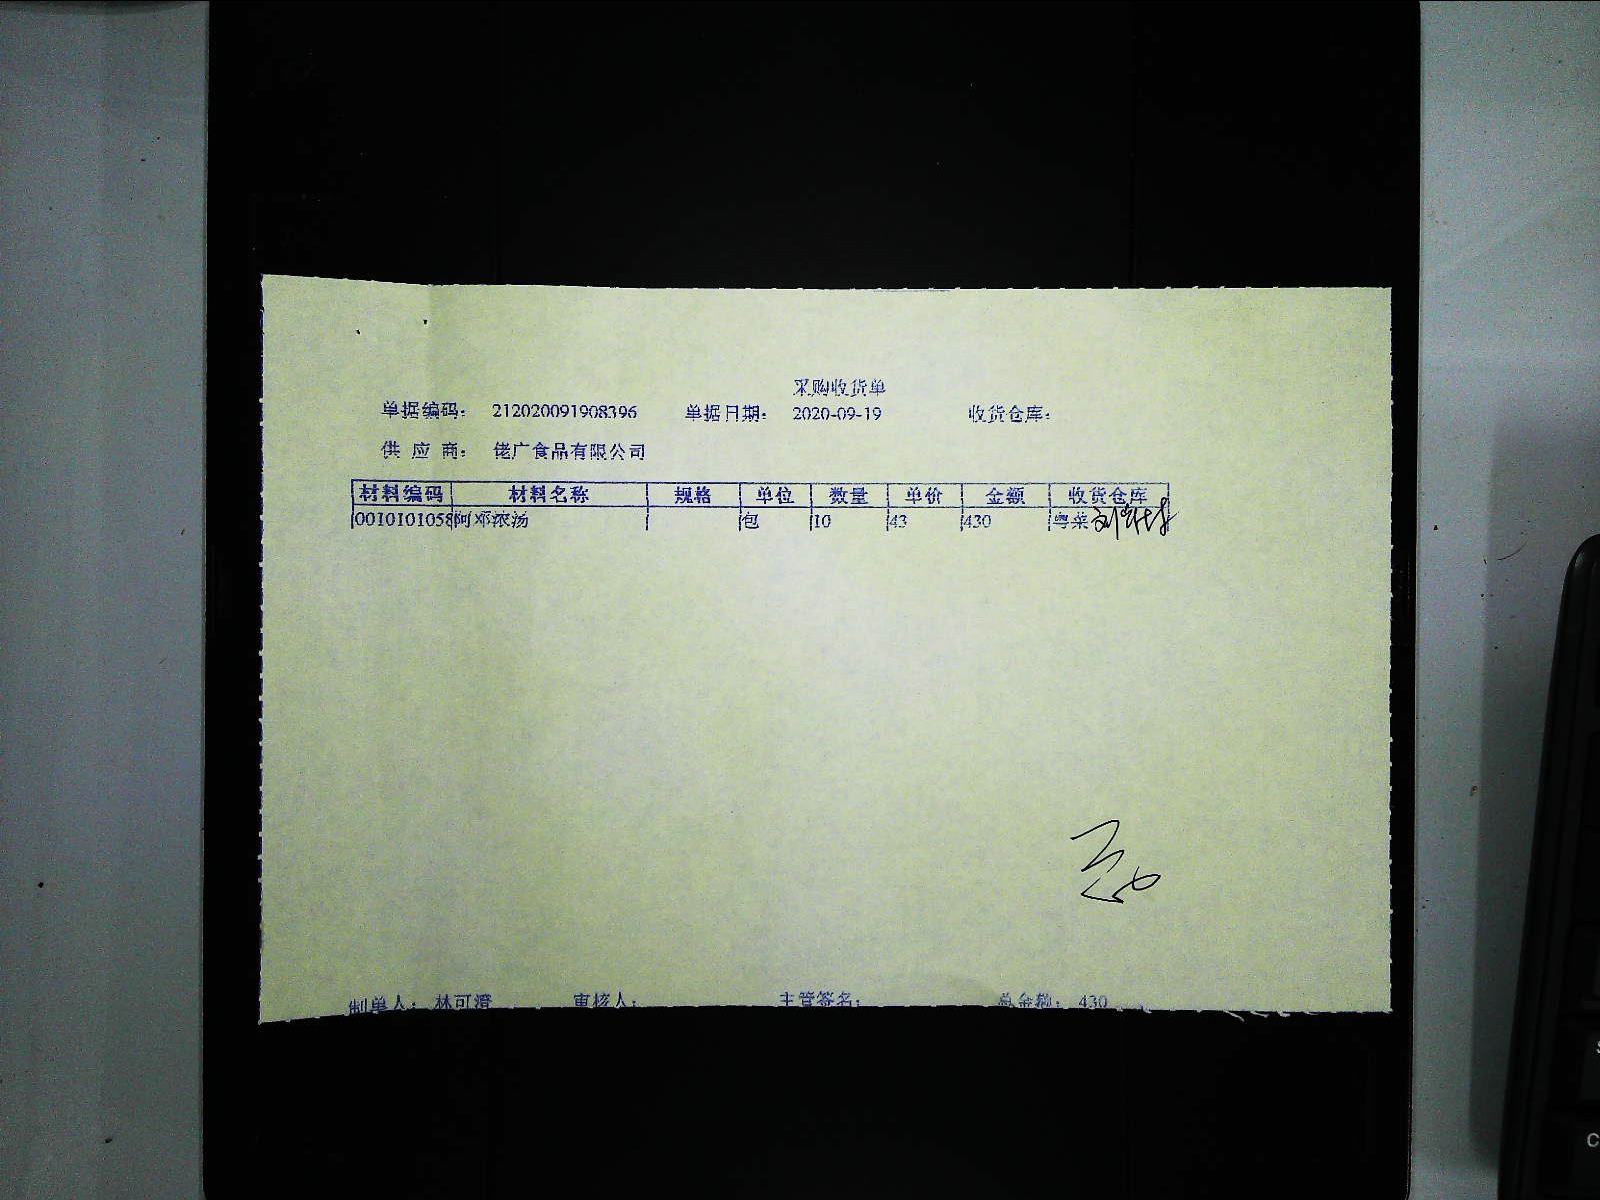 采购收货单
单据编码： 212020091908396 单据日期： 2020-09-19 收货仓库：
供 应 商： 佬广食品有限公司
材料编码 材料名称 规格 单位 数量 单价 金额 收货仓库
0010101058 阿邓浓汤 包 10 43 430 粤菜
制单人： 林可澄 审核人： 主管签名： 总金额： 430